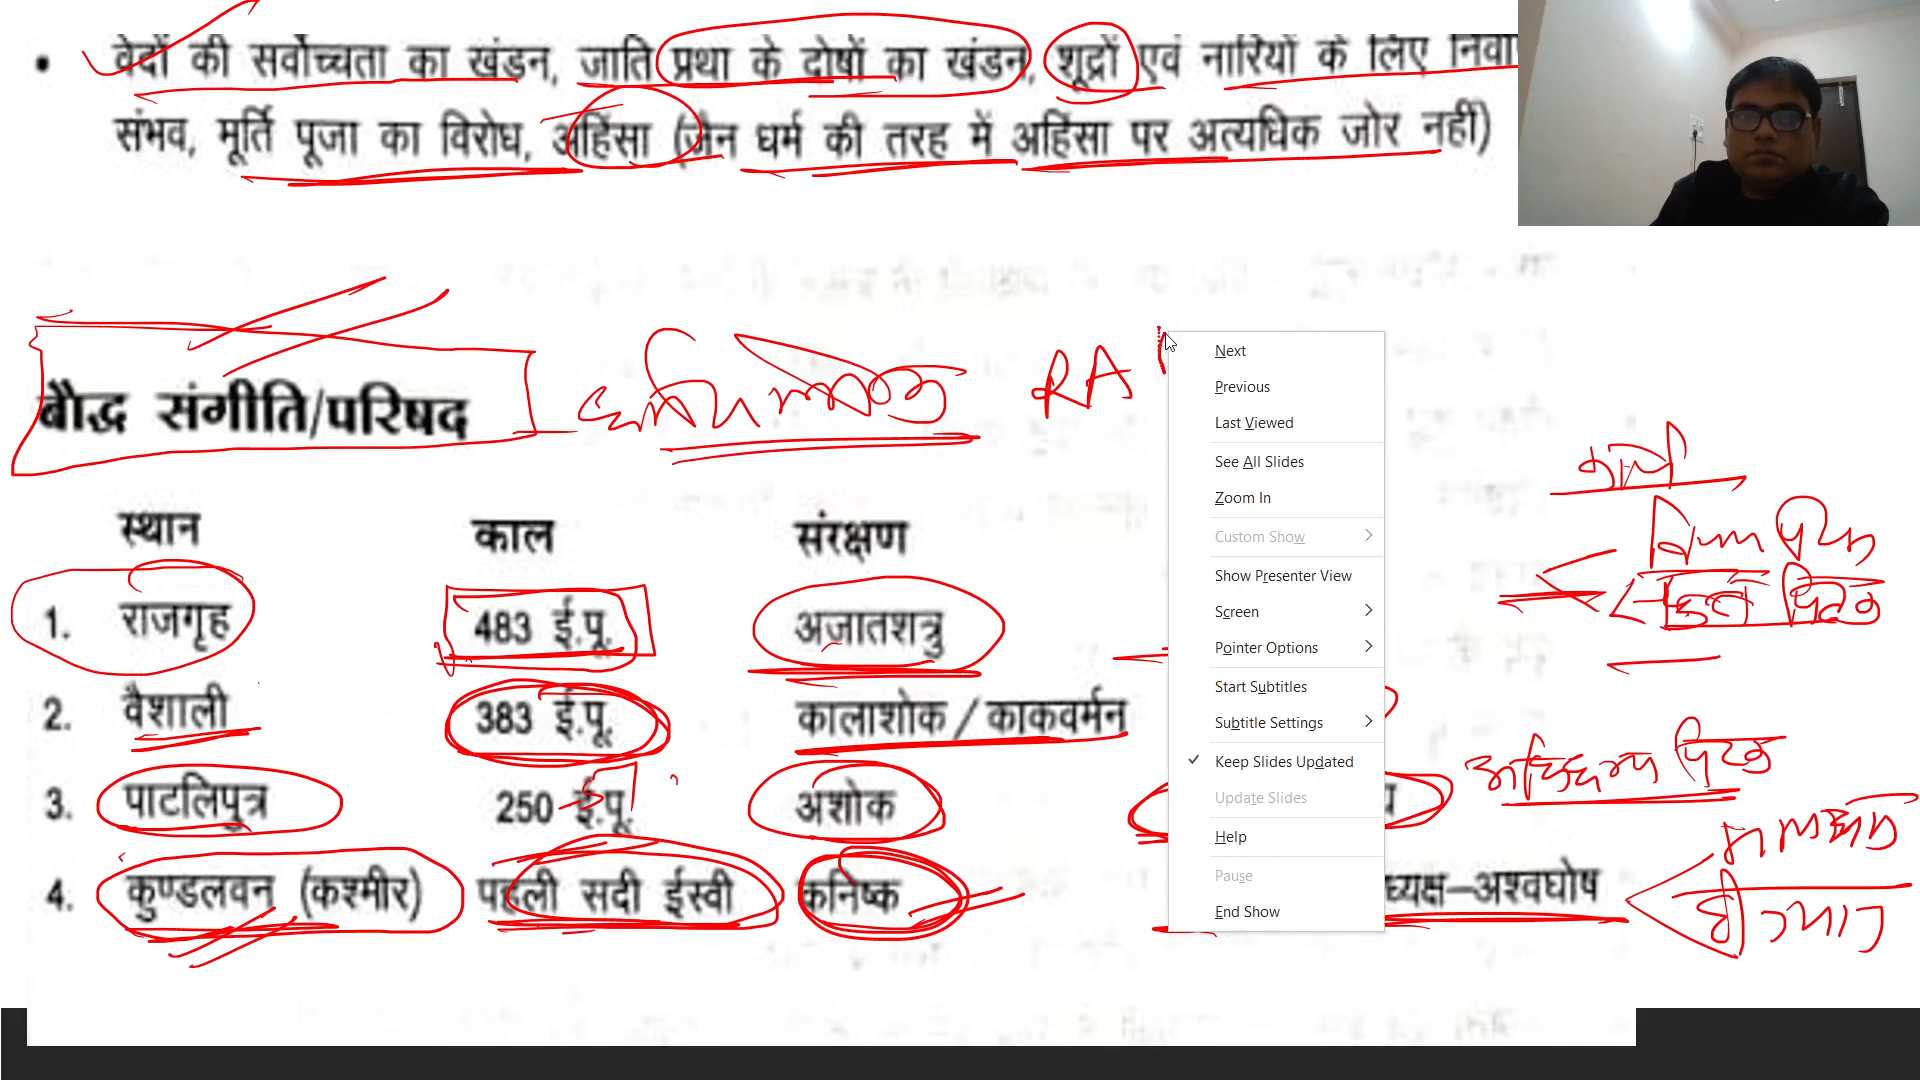 • वेदों की सर्वोच्चता का खंडन, जाति प्रथा के दोषों का खंडन, शूद्रों एवं नारियों के लिए
संभव, मूर्ति पूजा का विरोध, अहिंसा (जैन धर्म की तरह में अहिंसा पर अत्यधिक जोर नहीं)
बौद्ध संगीति/परिषद RA
स्थान काल संरक्षण
1. राजगृह 483 ई.पू. अजातशत्रु
2. वैशाली 383 ई.पू. कालाशोक / काकवर्मन
3. पाटलिपुत्र 250 ई.पू. अशोक
4. कुण्डलवन (कश्मीर) पहली सदी ईस्वी कनिष्क ध्यक्ष–अश्वघोष
Next
Previous
Last Viewed
See All Slides
Zoom In
Custom Show
Show Presenter View
Screen
Pointer Options
Start Subtitles
Subtitle Settings
Keep Slides Updated
Update Slides
Help
Pause
End Show
कार्य
पिटक